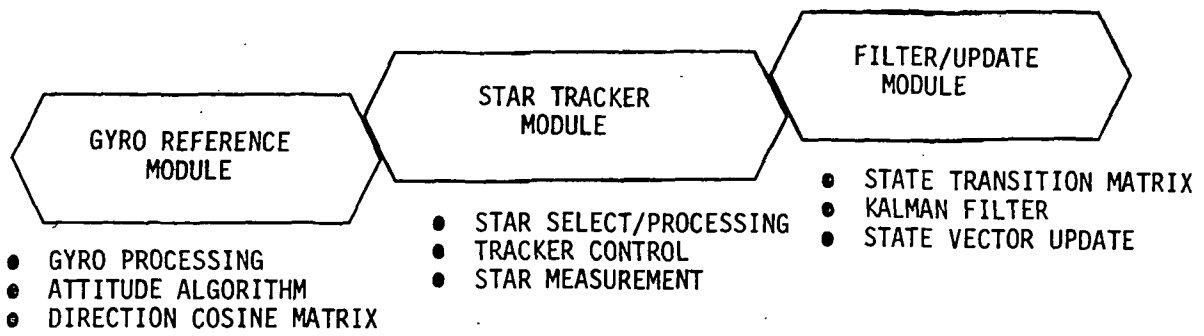 GYRO REFERENCE
MODULE
● GYRO PROCESSING
● ATTITUDE ALGORITHM
● DIRECTION COSINE MATRIX
STAR TRACKER
MODULE
● STAR SELECT/PROCESSING
● TRACKER CONTROL
● STAR MEASUREMENT
FILTER/UPDATE
MODULE
● STATE TRANSITION MATRIX
● KALMAN FILTER
● STATE VECTOR UPDATE